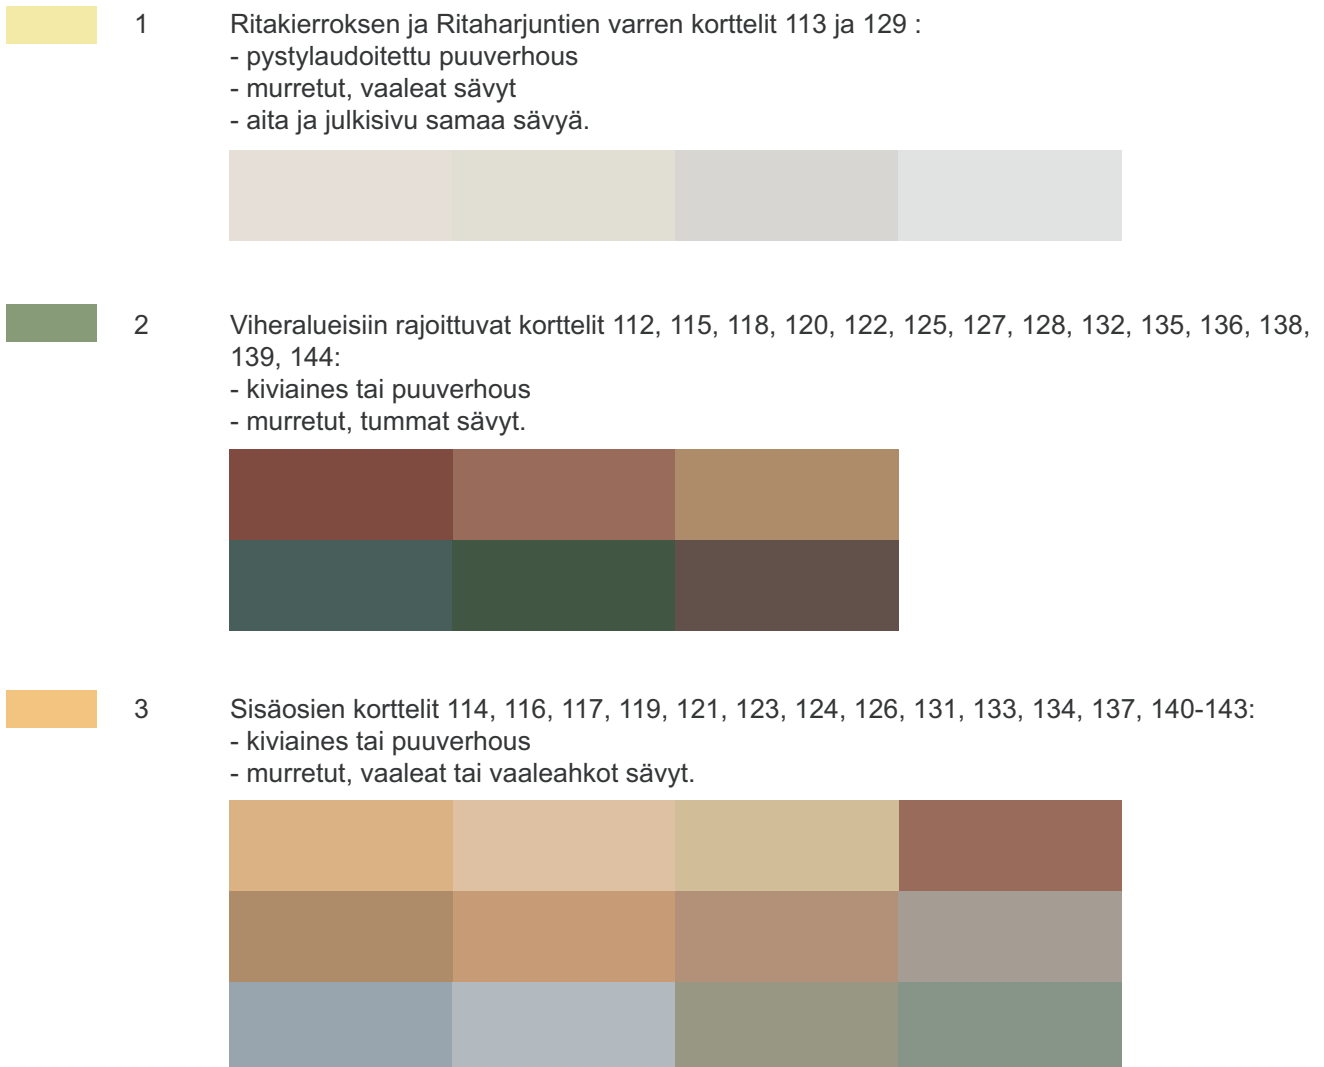 1 Ritakierroksen ja Ritaharjuntien varren korttelit 113 ja 129 :
- pystylaudoitettu puuverhous
- murretut, vaaleat sävyt
- aita ja julkisivu samaa sävyä.
2 Viheralueisiin rajoittuvat korttelit 112, 115, 118, 120, 122, 125, 127, 128, 132, 135, 136, 138,
139, 144:
- kiviaines tai puuverhous
- murretut, tummat sävyt.
3 Sisäosien korttelit 114, 116, 117, 119, 121, 123, 124, 126, 131, 133, 134, 137, 140-143:
- kiviaines tai puuverhous
- murretut, vaaleat tai vaaleahkot sävyt.